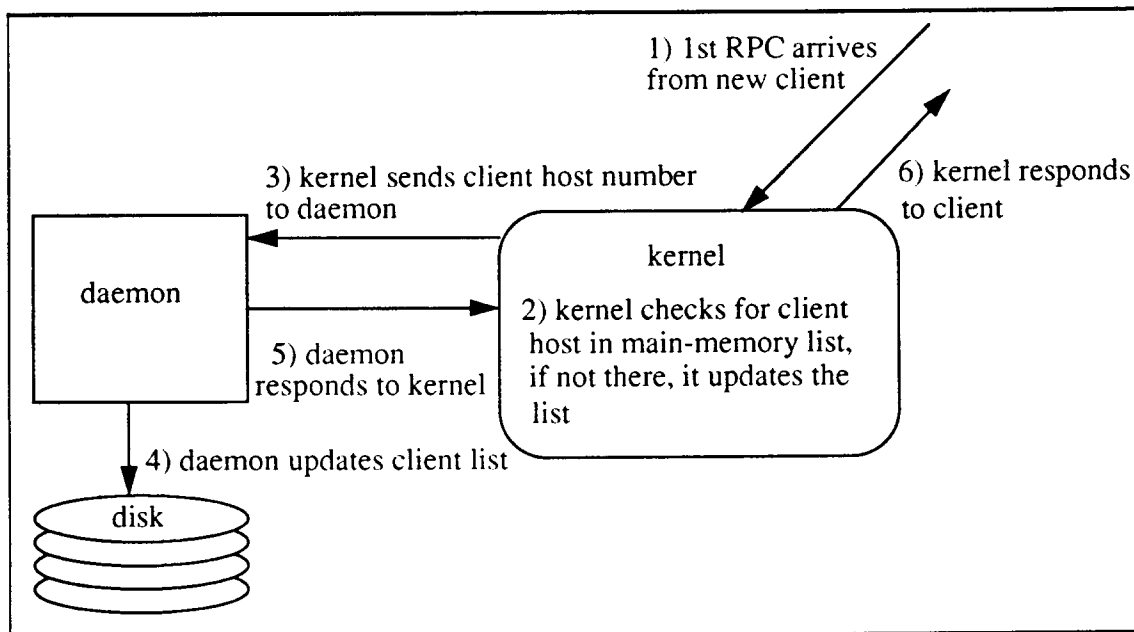 1) 1st RPC arrives
from new client
3) kernel sends client host number
to daemon
6) kernel responds
to client
kernel
daemon
2) kernel checks for client
host in main-memory list,
if not there, it updates the
list
5) daemon
responds to kernel
4) daemon updates client list
disk